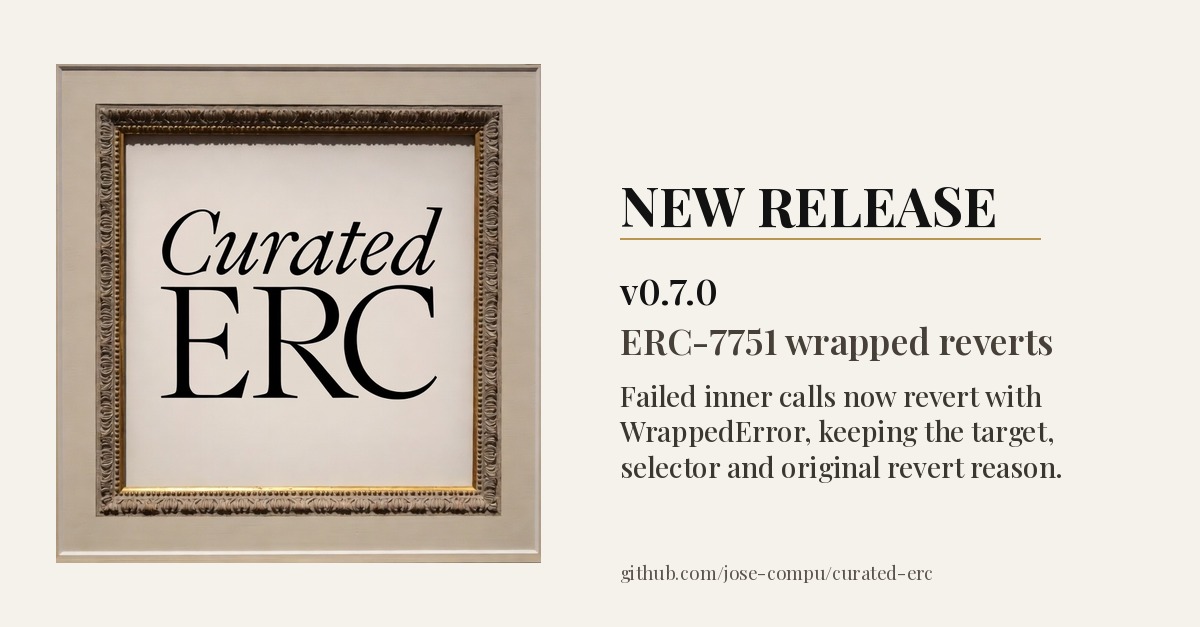 Curated
ERC
NEW RELEASE
v0.7.0
ERC-7751 wrapped reverts
Failed inner calls now revert with
WrappedError, keeping the target,
selector and original revert reason.
github.com/jose-compu/curated-erc